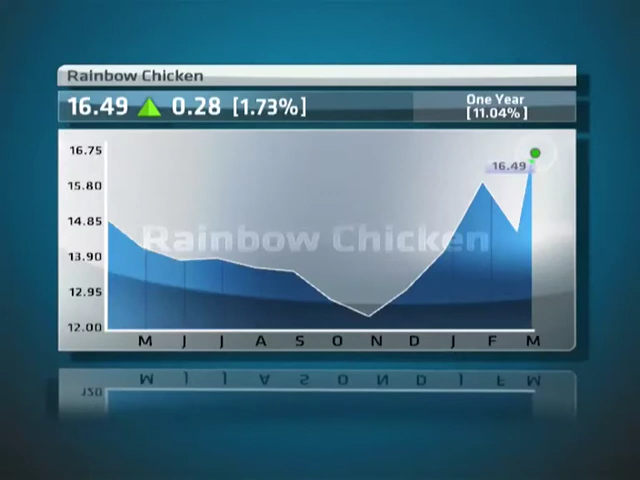 Rainbow Chicken
16.49 0.28 [1.73%]
One Year
[11.04%]
16.75
15.80
14.85
13.90
12.95
12.00
16.49
Rainbow Chicken
M J J A S O N D J F M